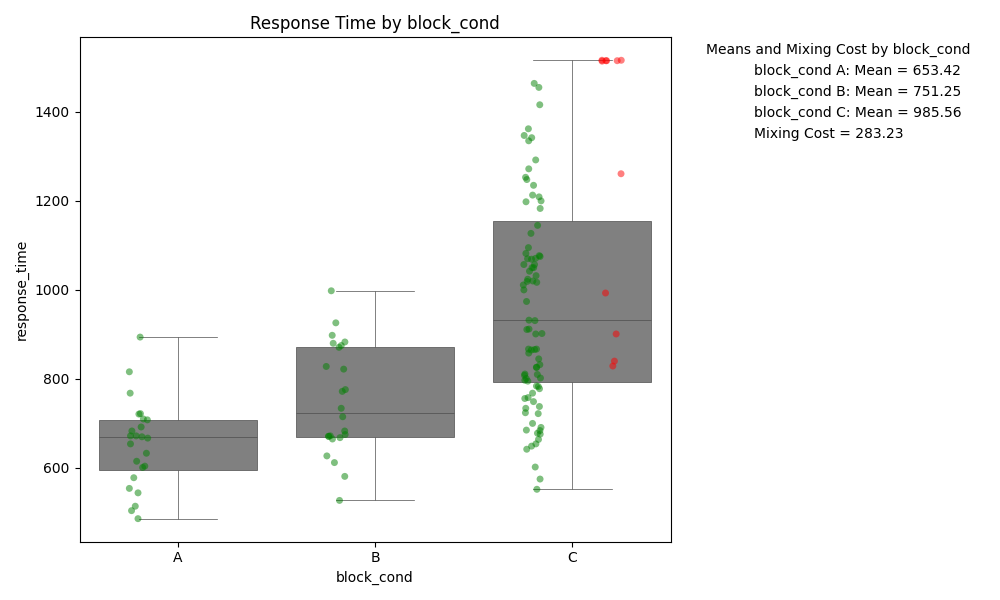 Response Time by block_cond
Means and Mixing Cost by block_cond
block_cond A: Mean = 653.42
block_cond B: Mean = 751.25
block_cond C: Mean = 985.56
Mixing Cost = 283.23
response_time
1400
1200
1000
800
600
A
B
C
block_cond